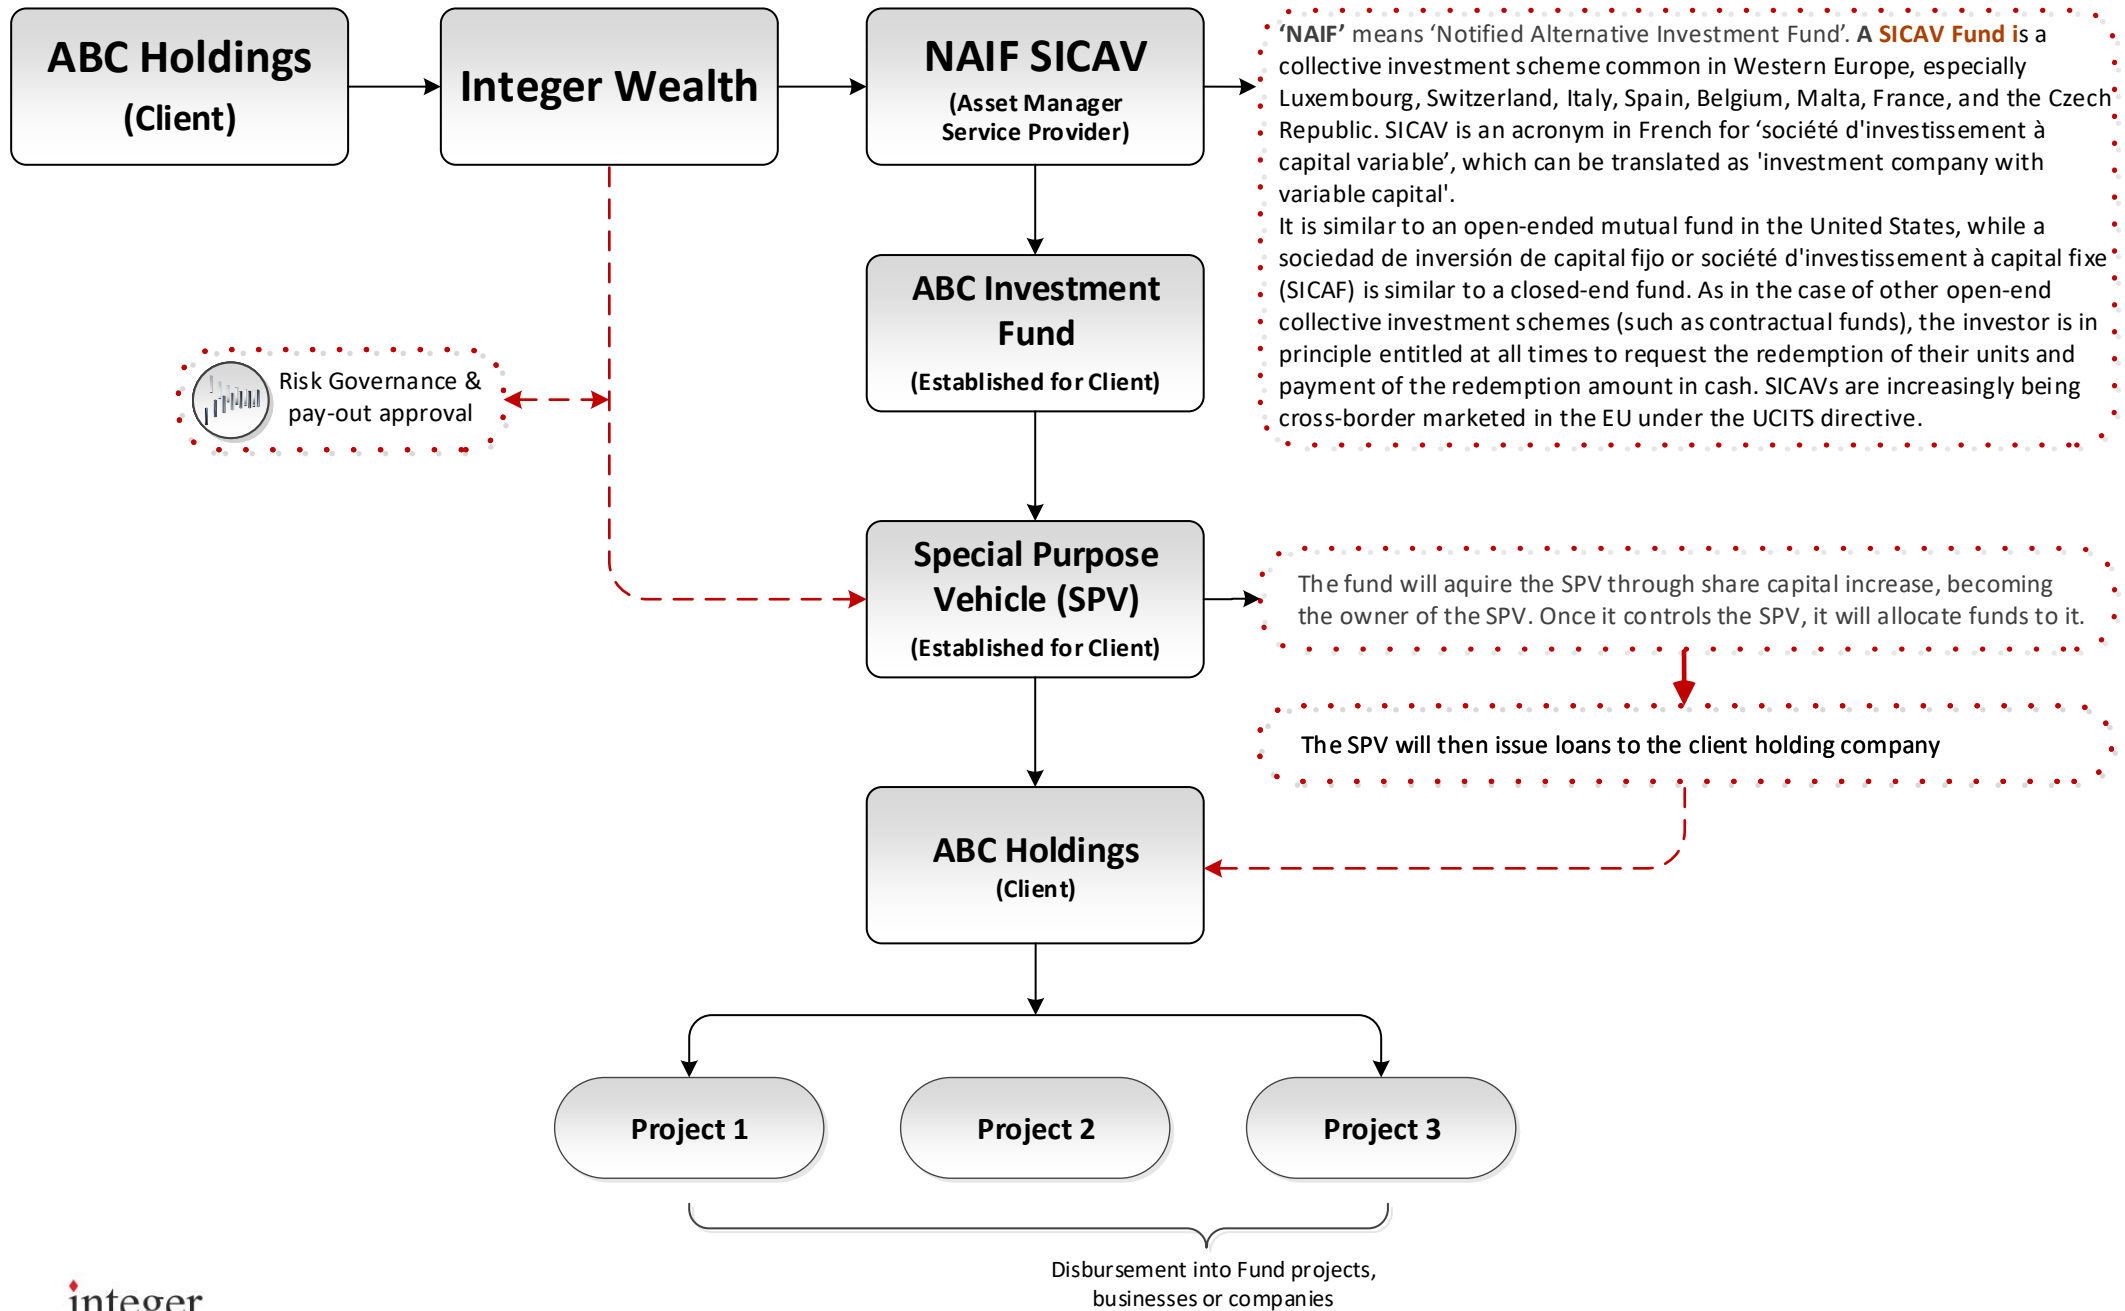 ABC Holdings
(Client)
Integer Wealth
NAIF SICAV
(Asset Manager
Service Provider)
‘NAIF’ means ‘Notified Alternative Investment Fund’. A SICAV Fund is a
collective investment scheme common in Western Europe, especially
Luxembourg, Switzerland, Italy, Spain, Belgium, Malta, France, and the Czech
Republic. SICAV is an acronym in French for ‘société d'investissement à
capital variable’, which can be translated as 'investment company with
variable capital'.
It is similar to an open-ended mutual fund in the United States, while a
sociedad de inversión de capital fijo or société d'investissement à capital fixe
(SICAF) is similar to a closed-end fund. As in the case of other open-end
collective investment schemes (such as contractual funds), the investor is in
principle entitled at all times to request the redemption of their units and
payment of the redemption amount in cash. SICAVs are increasingly being
cross-border marketed in the EU under the UCITS directive.
ABC Investment
Fund
(Established for Client)
Risk Governance &
pay-out approval
Special Purpose
Vehicle (SPV)
(Established for Client)
The fund will aquire the SPV through share capital increase, becoming
the owner of the SPV. Once it controls the SPV, it will allocate funds to it.
The SPV will then issue loans to the client holding company
ABC Holdings
(Client)
Project 1
Project 2
Project 3
Disbursement into Fund projects,
businesses or companies
integer